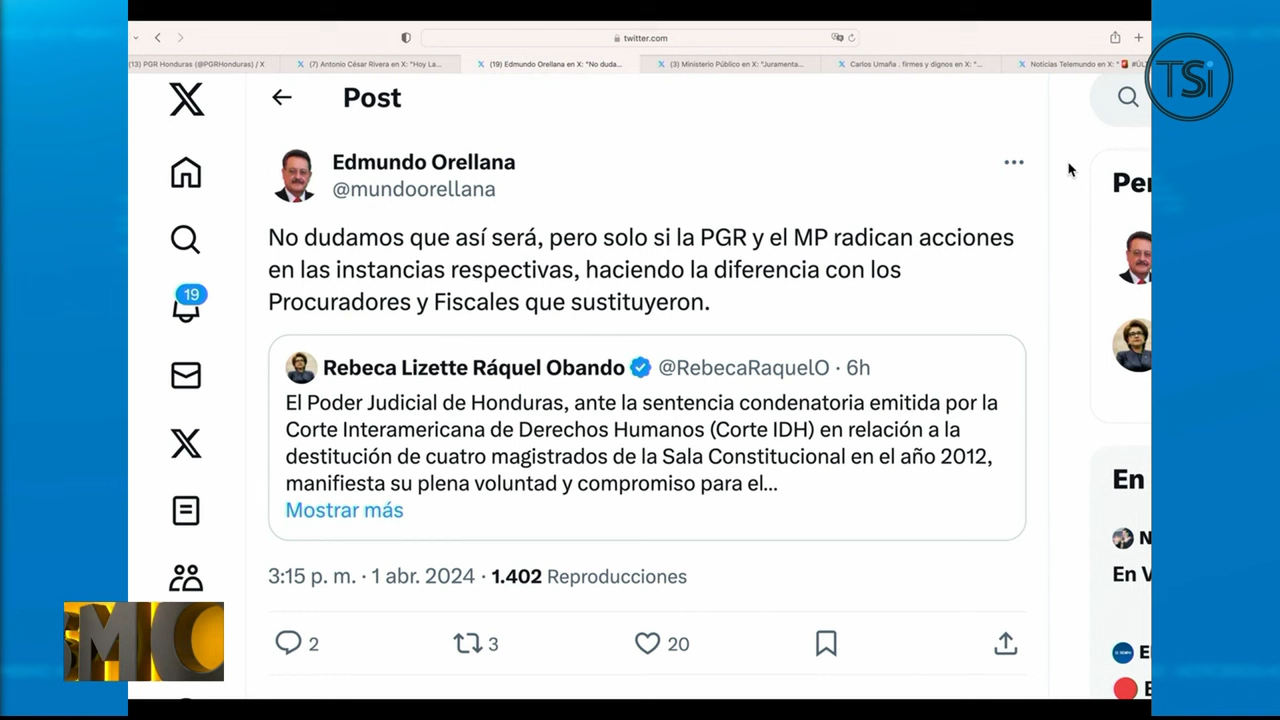 twitter.com
(13) PGR Honduras (@PGRHonduras) / X
(7) Antonio César Rivera en X: "Hoy La...
(19) Edmundo Orellana en X: "No duda...
(3) Ministerio Público en X: "Juramenta...
Carlos Umaña . firmes y dignos en X: "...
Noticias Telemundo en X: "🚨 #ÚL
TSi
Post
Edmundo Orellana
@mundoorellana
No dudamos que así será, pero solo si la PGR y el MP radican acciones
en las instancias respectivas, haciendo la diferencia con los
Procuradores y Fiscales que sustituyeron.
19
Rebeca Lizette Ráquel Obando @RebecaRaquelO · 6h
El Poder Judicial de Honduras, ante la sentencia condenatoria emitida por la
Corte Interamericana de Derechos Humanos (Corte IDH) en relación a la
destitución de cuatro magistrados de la Sala Constitucional en el año 2012,
manifiesta su plena voluntad y compromiso para el...
Mostrar más
3:15 p. m. · 1 abr. 2024 · 1.402 Reproducciones
2
3
20
Per
En
N
En V
E
E
MO